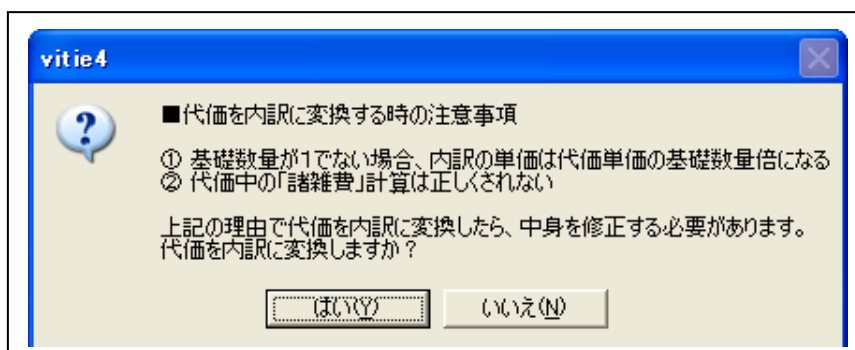 vitie4
■代価を内訳に変換する時の注意事項
① 基礎数量が1でない場合、内訳の単価は代価単価の基礎数量倍になる
② 代価中の｢諸雑費｣計算は正しくされない
上記の理由で代価を内訳に変換したら、中身を修正する必要があります。
代価を内訳に変換しますか？
はい(Y)
いいえ(N)